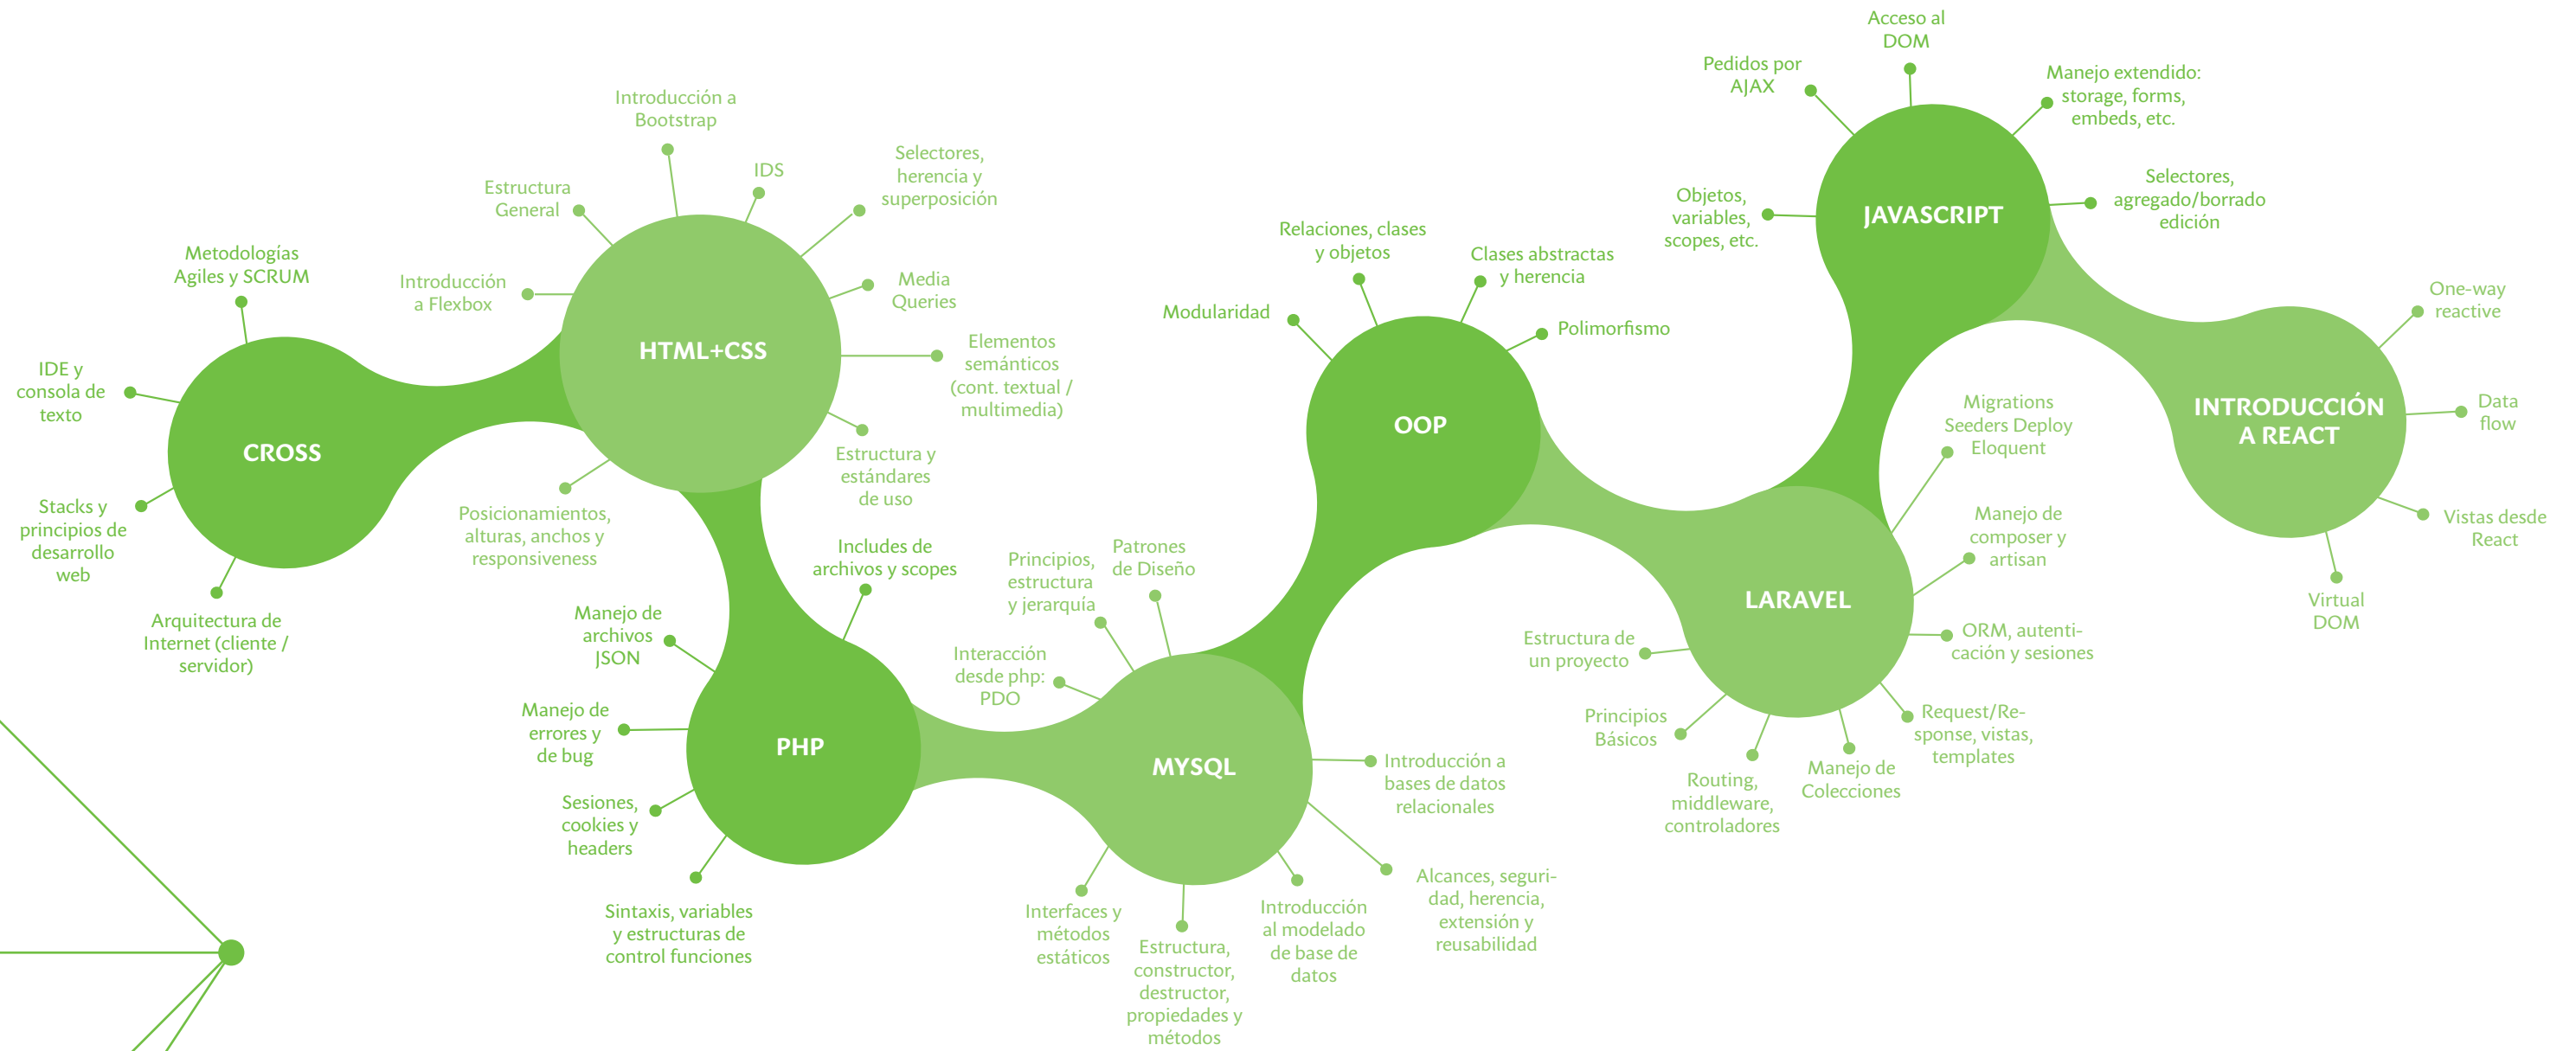 CROSS
Metodologías
Agiles y SCRUM
IDE y
consola de
texto
Stacks y
principios de
desarrollo
web
Arquitectura de
Internet (cliente /
servidor)
HTML+CSS
Introducción
a Flexbox
Estructura
General
Introducción a
Bootstrap
IDS
Selectores,
herencia y
superposición
Media
Queries
Elementos
semánticos
(cont. textual /
multimedia)
Estructura y
estándares
de uso
Posicionamientos,
alturas, anchos y
responsiveness
PHP
Includes de
archivos y scopes
Manejo de
archivos
JSON
Manejo de
errores y
de bug
Sesiones,
cookies y
headers
Sintaxis, variables
y estructuras de
control funciones
MYSQL
Patrones
de Diseño
Principios,
estructura
y jerarquía
Interacción
desde php:
PDO
Interfaces y
métodos
estáticos
Estructura,
constructor,
destructor,
propiedades y
métodos
Introducción
al modelado
de base de
datos
Alcances, seguri-
dad, herencia,
extensión y
reusabilidad
Introducción a
bases de datos
relacionales
OOP
Modularidad
Relaciones, clases
y objetos
Clases abstractas
y herencia
Polimorfismo
LARAVEL
Estructura de
un proyecto
Principios
Básicos
Routing,
middleware,
controladores
Manejo de
Colecciones
Request/Re-
sponse, vistas,
templates
ORM, autenti-
cación y sesiones
Manejo de
composer y
artisan
Migrations
Seeders Deploy
Eloquent
JAVASCRIPT
Objetos,
variables,
scopes, etc.
Pedidos por
AJAX
Acceso al
DOM
Manejo extendido:
storage, forms,
embeds, etc.
Selectores,
agregado/borrado
edición
INTRODUCCIÓN
A REACT
One-way
reactive
Data
flow
Vistas desde
React
Virtual
DOM